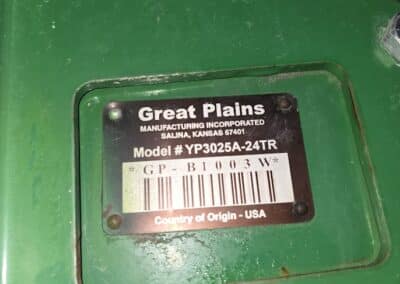 Great Plains
MANUFACTURING INCORPORATED
SALINA, KANSAS 67401
Model # YP3025A-24TR
*GP-B1003W*
Country of Origin - USA